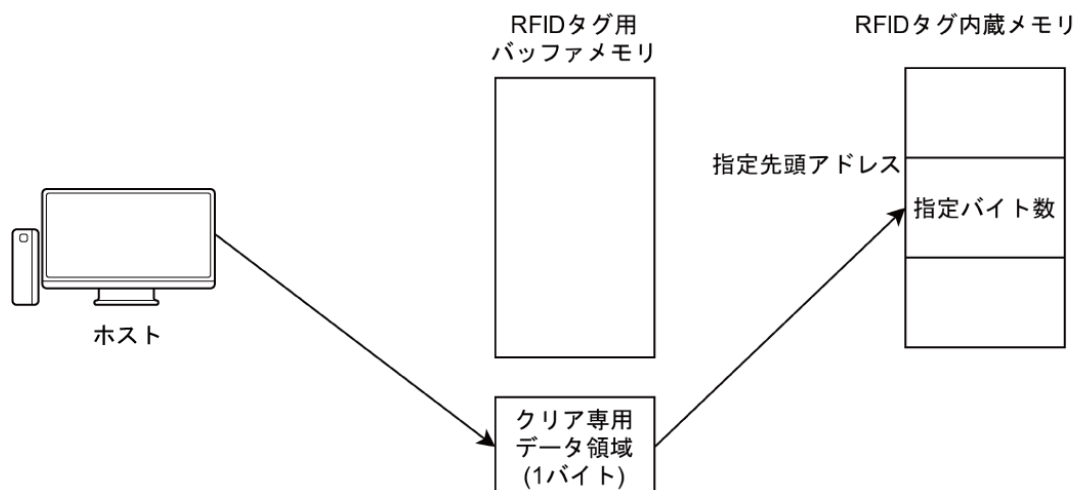 RFIDタグ用
バッファメモリ
RFIDタグ内蔵メモリ
指定先頭アドレス
指定バイト数
ホスト
クリア専用
データ領域
(1バイト)